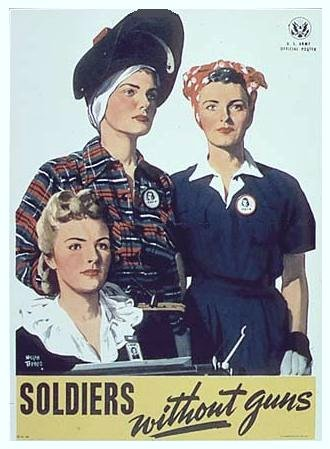 U.S. ARMY
OFFICIAL POSTER
SOLDIERS without guns